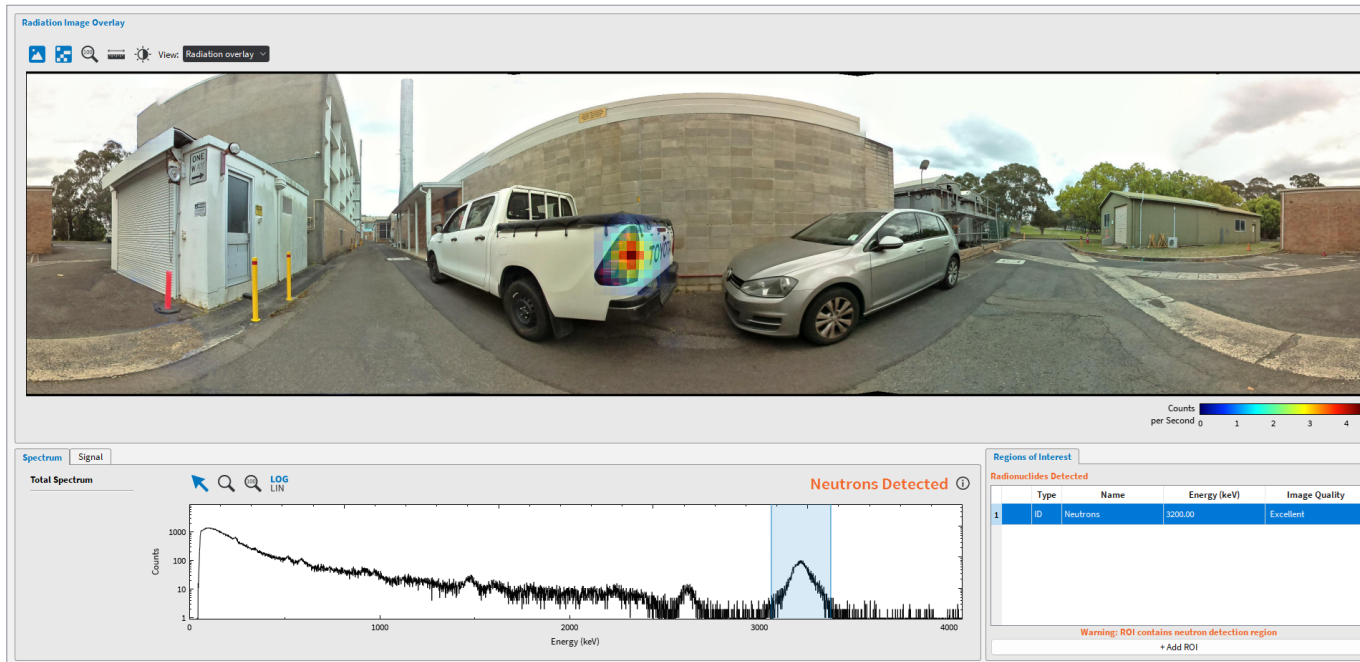 Radiation Image Overlay
100
View: Radiation overlay
ONE
WAY
TOYOTA
Counts
per Second
0 1 2 3 4
Spectrum Signal
Total Spectrum
100
LOG
LIN
Neutrons Detected
Counts
1000
100
10
1
0 1000 2000 3000 4000
Energy (keV)
Regions of Interest
Radionuclides Detected
Type Name Energy (keV) Image Quality
1 ID Neutrons 3200.00 Excellent
Warning: ROI contains neutron detection region
+ Add ROI